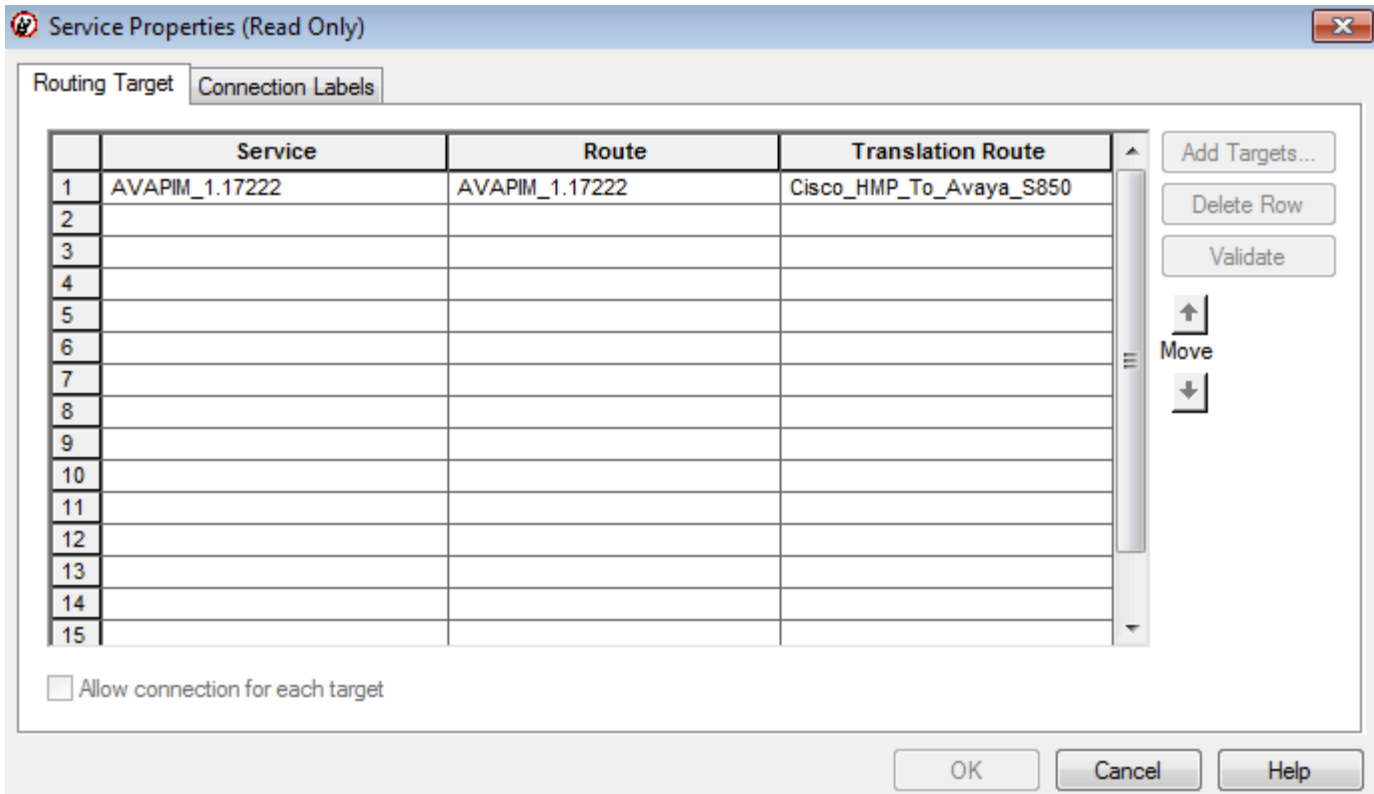 Service Properties (Read Only)
Routing Target Connection Labels
Service Route Translation Route
1 AVAPIM_1.17222 AVAPIM_1.17222 Cisco_HMP_To_Avaya_S850
2
3
4
5
6
7
8
9
10
11
12
13
14
15
Add Targets...
Delete Row
Validate
Move
Allow connection for each target
OK Cancel Help